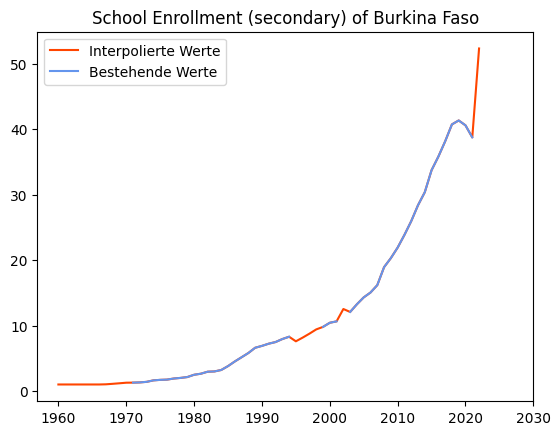 School Enrollment (secondary) of Burkina Faso
Interpolierte Werte
Bestehende Werte
50
40
30
20
10
0
1960 1970 1980 1990 2000 2010 2020 2030